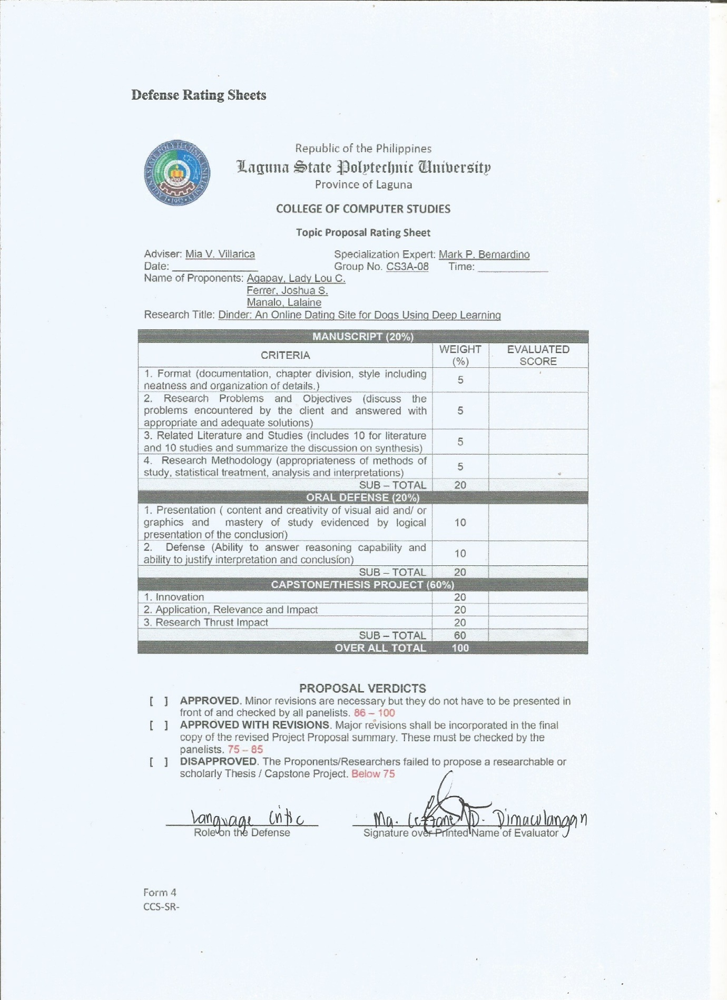 Defense Rating Sheets
LAGUNA STATE POLYTECHNIC UNIVERSITY
• 1952 •
Republic of the Philippines
Laguna State Polytechnic University
Province of Laguna
COLLEGE OF COMPUTER STUDIES
Topic Proposal Rating Sheet
Adviser: Mia V. Villarica Specialization Expert: Mark P. Bernardino
Date: _______________ Group No. CS3A-08 Time: ____________
Name of Proponents: Agapay, Lady Lou C.
Ferrer, Joshua S.
Manalo, Lalaine
Research Title: Dinder: An Online Dating Site for Dogs Using Deep Learning
MANUSCRIPT (20%)
CRITERIA WEIGHT (%) EVALUATED SCORE
1. Format (documentation, chapter division, style including
neatness and organization of details.) 5
2. Research Problems and Objectives (discuss the
problems encountered by the client and answered with 5
appropriate and adequate solutions)
3. Related Literature and Studies (includes 10 for literature
and 10 studies and summarize the discussion on synthesis) 5
4. Research Methodology (appropriateness of methods of
study, statistical treatment, analysis and interpretations) 5
SUB – TOTAL 20
ORAL DEFENSE (20%)
1. Presentation ( content and creativity of visual aid and/ or
graphics and mastery of study evidenced by logical 10
presentation of the conclusion)
2. Defense (Ability to answer reasoning capability and
ability to justify interpretation and conclusion) 10
SUB – TOTAL 20
CAPSTONE/THESIS PROJECT (60%)
1. Innovation 20
2. Application, Relevance and Impact 20
3. Research Thrust Impact 20
SUB – TOTAL 60
OVER ALL TOTAL 100
PROPOSAL VERDICTS
[ ] APPROVED. Minor revisions are necessary but they do not have to be presented in
front of and checked by all panelists. 86 – 100
[ ] APPROVED WITH REVISIONS. Major revisions shall be incorporated in the final
copy of the revised Project Proposal summary. These must be checked by the
panelists. 75 – 85
[ ] DISAPPROVED. The Proponents/Researchers failed to propose a researchable or
scholarly Thesis / Capstone Project. Below 75
Language Critic Ma. D. Dimaculangan
Role on the Defense Signature over Printed Name of Evaluator
Form 4
CCS-SR-